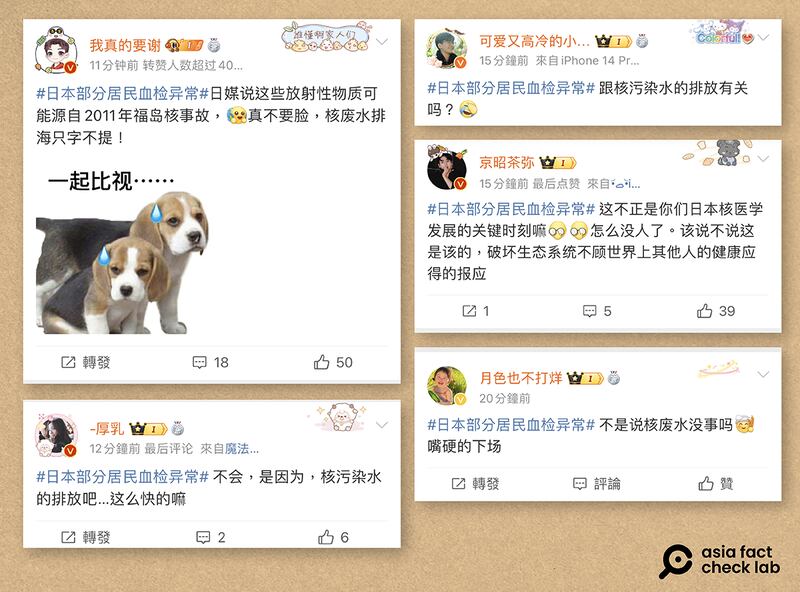 我真的要谢
11分钟前 转赞人数超过40...
#日本部分居民血检异常#日媒说这些放射性物质可
能源自2011年福岛核事故，真不要脸，核废水排
海只字不提！
一起比视······
轉發
18
50
-厚乳
12分鐘前 最后评论 來自魔法...
#日本部分居民血检异常# 不会，是因为，核污染水
的排放吧...这么快的嘛
轉發
2
6
可爱又高冷的小...
Colorful!
15分鐘前 來自iPhone 14 Pr...
#日本部分居民血检异常# 跟核污染水的排放有关
吗？
京昭茶弥
15分鐘前 最后点赞 來自
#日本部分居民血检异常# 这不正是你们日本核医学
发展的关键时刻嘛怎么没人了。该说不说这
是该的，破坏生态系统不顾世界上其他人的健康应
得的报应
1
5
39
月色也不打烊
20分鐘前
#日本部分居民血检异常# 不是说核废水没事吗
嘴硬的下场
轉發
評論
贊
asia fact
check lab